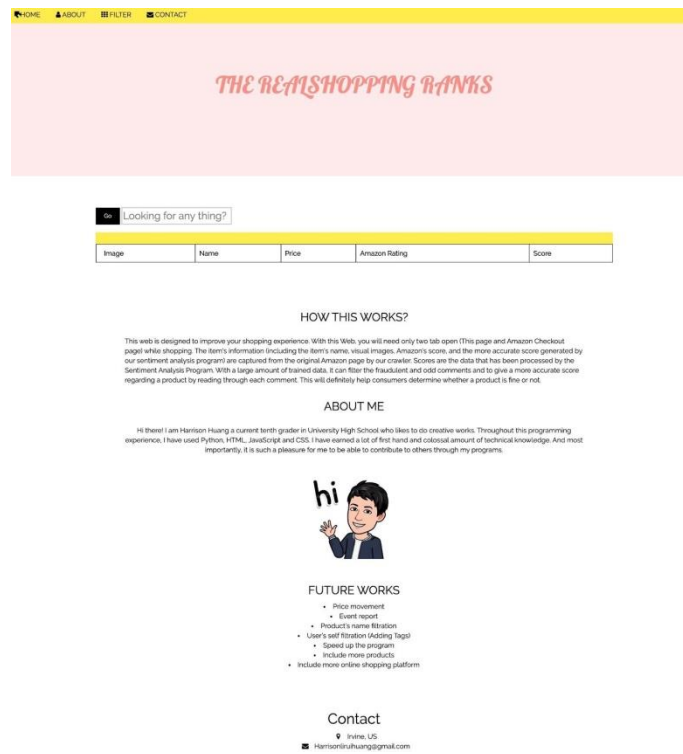 HOME ABOUT FILTER CONTACT
THE REALSHOPPING RANKS
Go Looking for any thing?
Image Name Price Amazon Rating Score
HOW THIS WORKS?
This web is designed to improve your shopping experience. With this Web, you will need only two tab open (This page and Amazon Checkout
page) while shopping. The item's information (including the item's name, visual images, Amazon's score, and the more accurate score generated by
our sentiment analysis program) are captured from the original Amazon page by our crawler. Scores are the data that has been processed by the
Sentiment Analysis Program. With a large amount of trained data, it can filter the fraudulent and odd comments and to give a more accurate score
regarding a product by reading through each comment. This will definitely help consumers determine whether a product is fine or not.
ABOUT ME
Hi there! I am Harrison Huang a current tenth grader in University High School who likes to do creative works. Throughout this programming
experience, I have used Python, HTML, JavaScript and CSS. I have earned a lot of first hand and colossal amount of technical knowledge. And most
importantly, it is such a pleasure for me to be able to contribute to others through my programs.
hi
FUTURE WORKS
• Price movement
• Event report
• Product's name filtration
• User's self filtration (Adding Tags)
• Speed up the program
• Include more products
• Include more online shopping platform
Contact
Irvine, US
Harrisonliruihuang@gmail.com